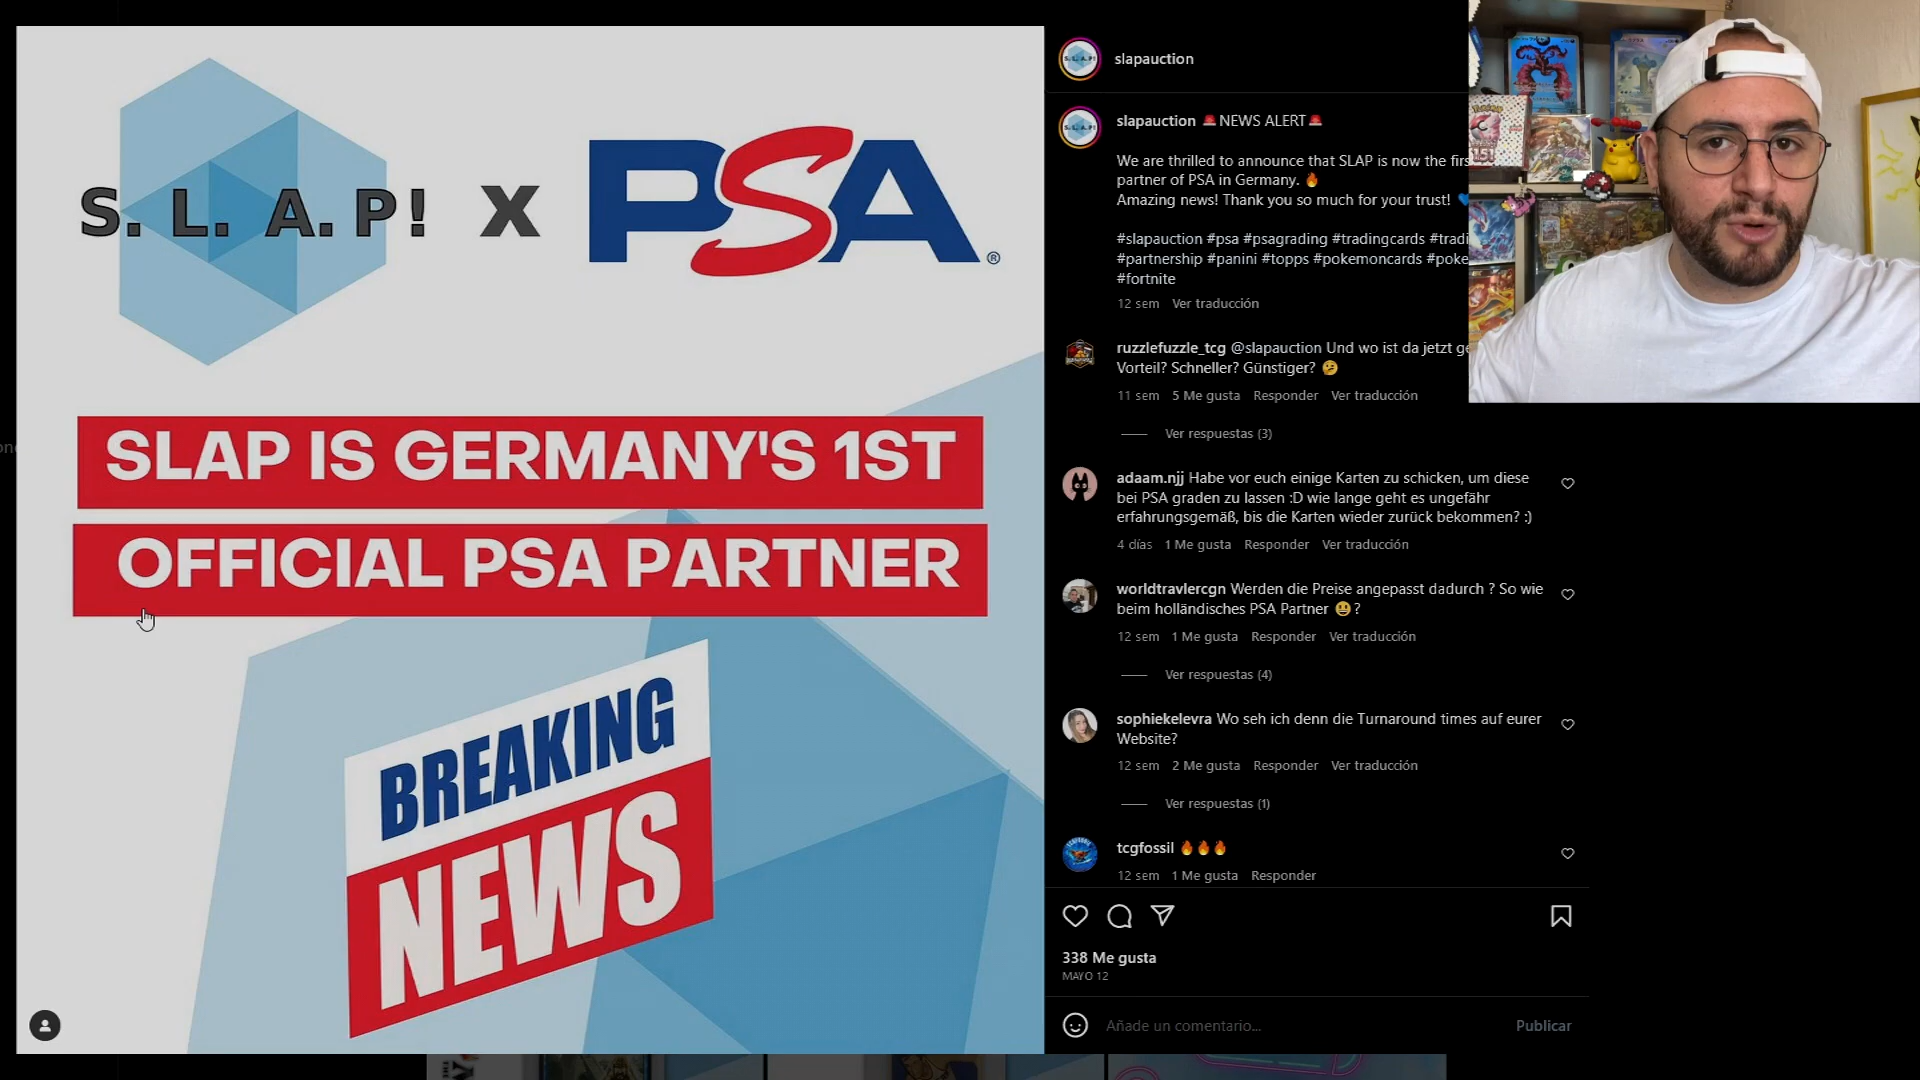 S. L. A. P! X PSA®
SLAP IS GERMANY'S 1ST
OFFICIAL PSA PARTNER
BREAKING
NEWS
slapauction
slapauction 🚨NEWS ALERT🚨
We are thrilled to announce that SLAP is now the
partner of PSA in Germany. 🔥
Amazing news! Thank you so much for your trust! 💙
#slapauction #psa #psagrading #tradingcards
#partnership #panini #topps #pokemoncards
#fortnite
12 sem Ver traducción
ruzzlefuzzle_tcg @slapauction Und wo ist da jetzt
Vorteil? Schneller? Günstiger? 🤔
11 sem 5 Me gusta Responder Ver traducción
Ver respuestas (3)
adaam.njj Habe vor euch einige Karten zu schicken, um diese
bei PSA graden zu lassen :D wie lange geht es ungefähr
erfahrungsgemäß, bis die Karten wieder zurück bekommen? :)
4 días 1 Me gusta Responder Ver traducción
worldtravlercgn Werden die Preise angepasst dadurch ? So wie
beim holländisches PSA Partner 😃?
12 sem 1 Me gusta Responder Ver traducción
Ver respuestas (4)
sophiekelevra Wo seh ich denn die Turnaround times auf eurer
Website?
12 sem 2 Me gusta Responder Ver traducción
Ver respuestas (1)
tcgfossil 🔥🔥🔥
12 sem 1 Me gusta Responder
338 Me gusta
MAYO 12
Añade un comentario...
Publicar